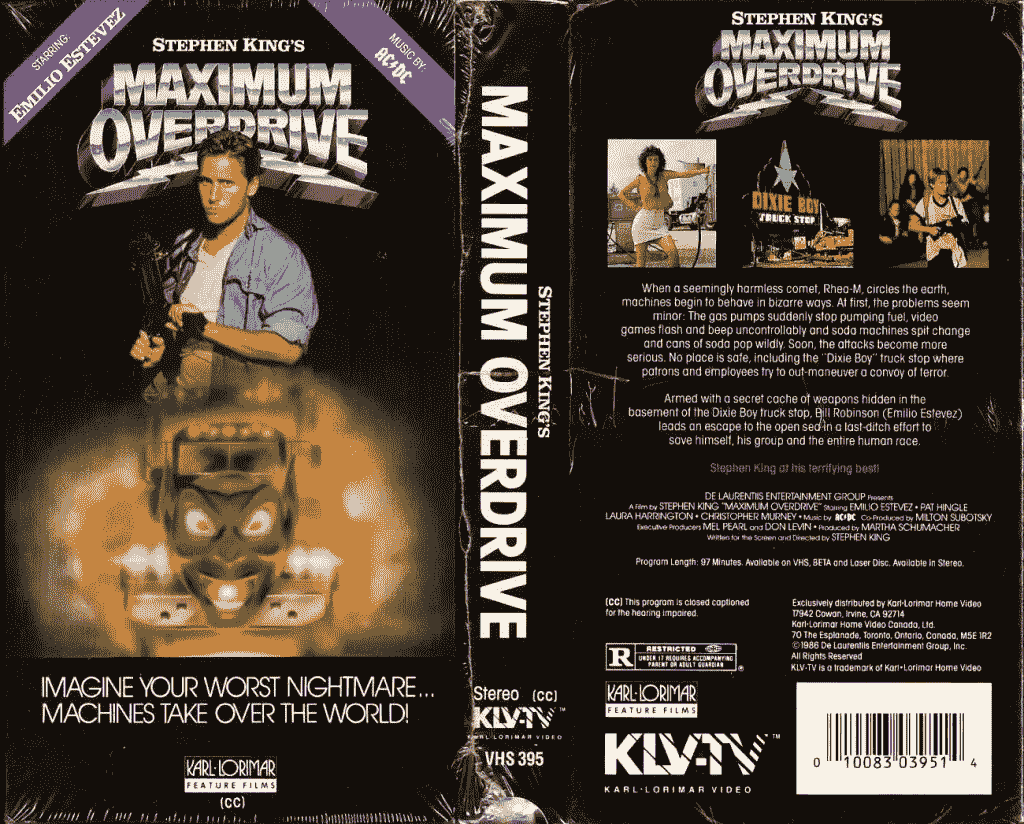 STARRING:
EMILIO ESTEVEZ
MUSIC BY:
AC DC
STEPHEN KING'S
MAXIMUM
OVERDRIVE
IMAGINE YOUR WORST NIGHTMARE...
MACHINES TAKE OVER THE WORLD!
KARL·LORIMAR
FEATURE FILMS
(CC)
STEPHEN KING'S
MAXIMUM OVERDRIVE
Stereo (CC)
KLV-TV™
KARL·LORIMAR VIDEO
VHS 395
STEPHEN KING'S
MAXIMUM
OVERDRIVE
DIXIE BOY
TRUCK STOP
When a seemingly harmless comet, Rhea-M, circles the earth,
machines begin to behave in bizarre ways. At first, the problems seem
minor: The gas pumps suddenly stop pumping fuel, video
games flash and beep uncontrollably and soda machines spit change
and cans of soda pop wildly. Soon, the attacks become more
serious. No place is safe, including the "Dixie Boy" truck stop where
patrons and employees try to out-maneuver a convoy of terror.
Armed with a secret cache of weapons hidden in the
basement of the Dixie Boy truck stop, Bill Robinson (Emilio Estevez)
leads an escape to the open sea in a last-ditch effort to
save himself, his group and the entire human race.
Stephen King at his terrifying best!
DE LAURENTIIS ENTERTAINMENT GROUP Presents
A Film by STEPHEN KING "MAXIMUM OVERDRIVE" Starring EMILIO ESTEVEZ • PAT HINGLE
LAURA HARRINGTON • CHRISTOPHER MURNEY • Music by AC/DC Co-Produced by MILTON SUBOTSKY
Executive Producers MEL PEARL and DON LEVIN • Produced by MARTHA SCHUMACHER
Written for the Screen and Directed by STEPHEN KING
Program Length: 97 Minutes. Available on VHS, BETA and Laser Disc. Available in Stereo.
(CC) This program is closed captioned
for the hearing impaired.
R RESTRICTED
UNDER 17 REQUIRES ACCOMPANYING
PARENT OR ADULT GUARDIAN
Exclusively distributed by Karl-Lorimar Home Video
17942 Cowan, Irvine, CA 92714
Karl-Lorimar Home Video Canada, Ltd.
70 The Esplanade, Toronto, Ontario, Canada, M5E 1R2
©1986 De Laurentiis Entertainment Group, Inc.
All Rights Reserved
KLV-TV is a trademark of Karl-Lorimar Home Video
KARL·LORIMAR
FEATURE FILMS
KLV-TV™
KARL·LORIMAR VIDEO
0 10083 03951 4